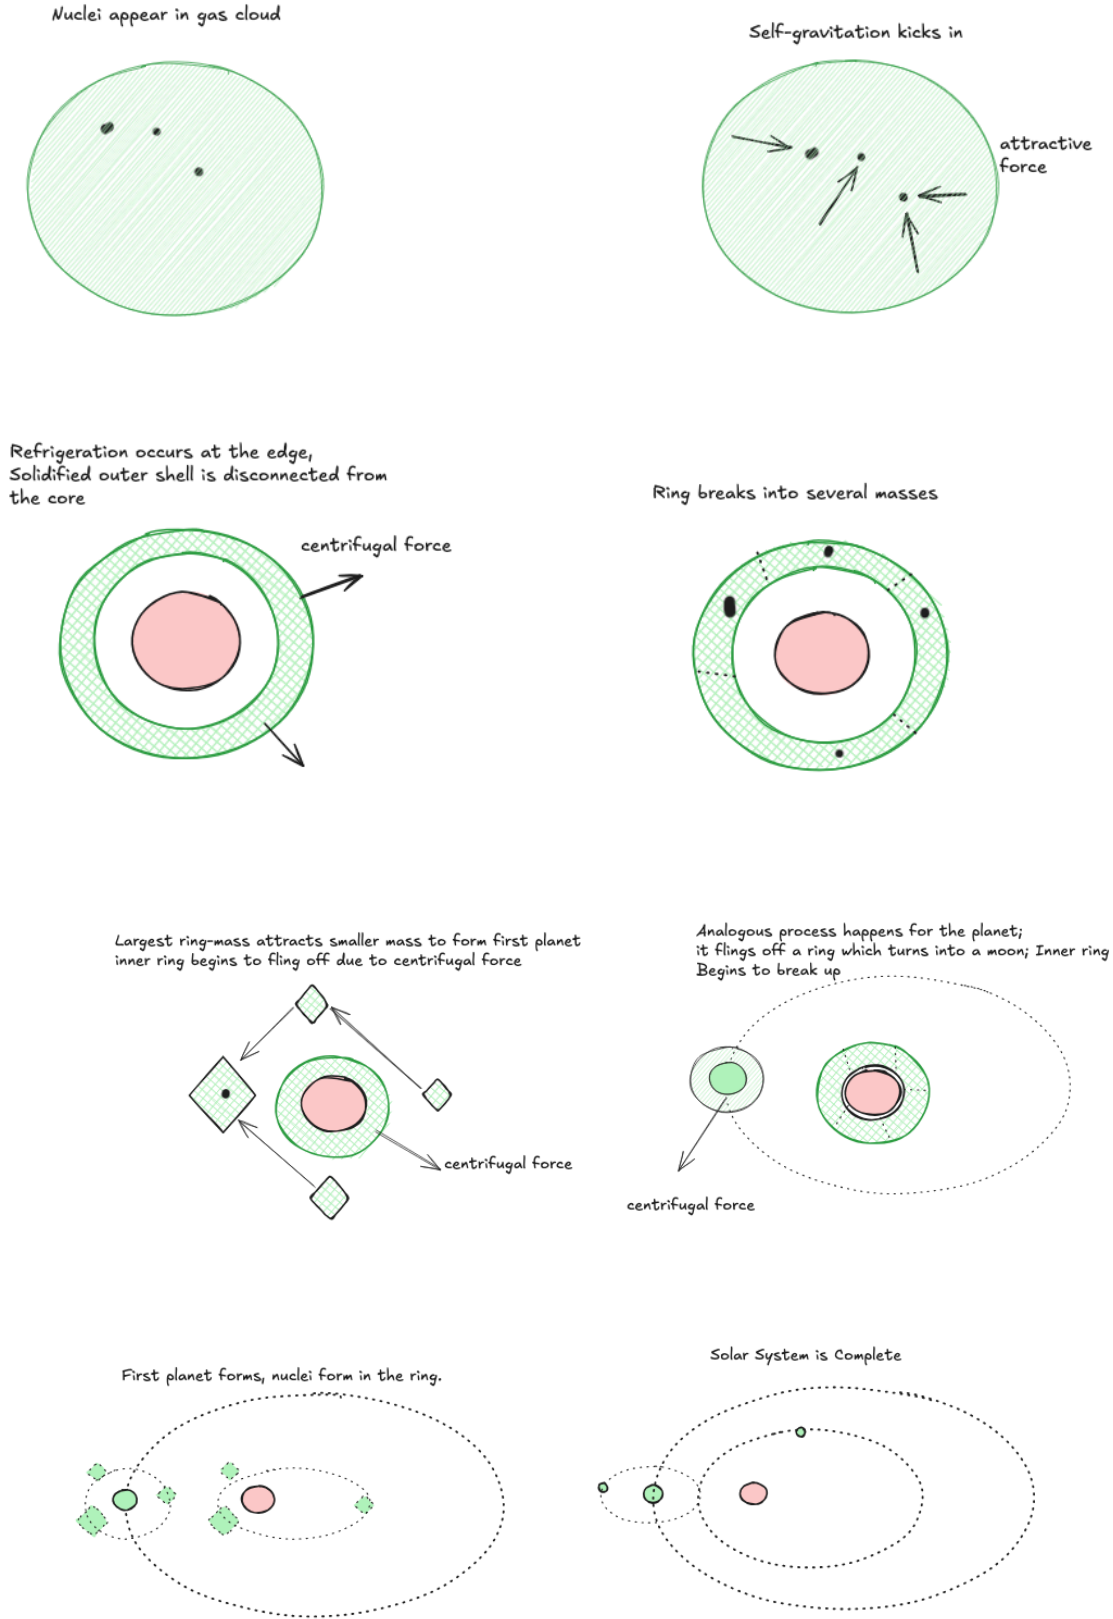 Nuclei appear in gas cloud
Self-gravitation kicks in
attractive
force
Refrigeration occurs at the edge,
Solidified outer shell is disconnected from
the core
centrifugal force
Ring breaks into several masses
Largest ring-mass attracts smaller mass to form first planet
inner ring begins to fling off due to centrifugal force
centrifugal force
Analogous process happens for the planet;
it flings off a ring which turns into a moon; Inner ring
Begins to break up
centrifugal force
First planet forms, nuclei form in the ring.
Solar System is Complete